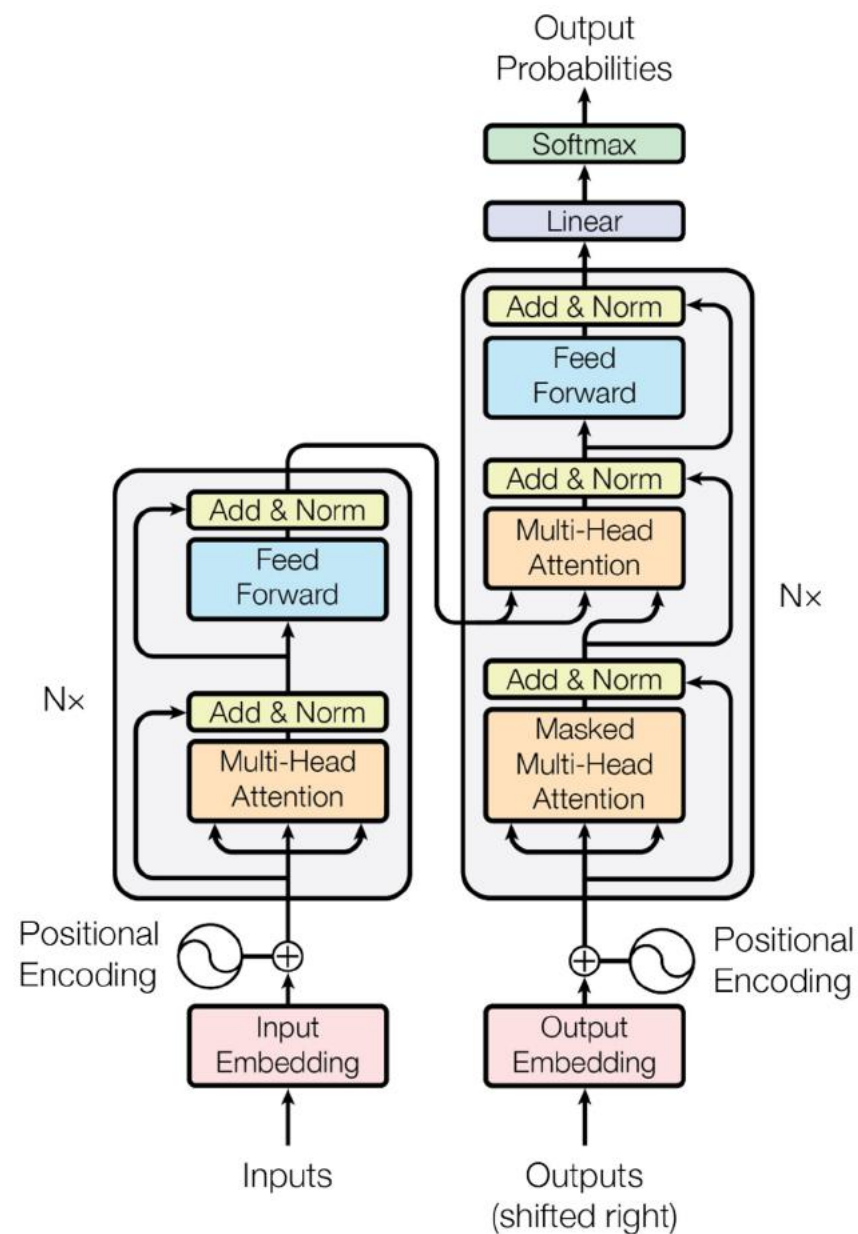 Output
Probabilities
Softmax
Linear
Add & Norm
Feed
Forward
Add & Norm
Multi-Head
Attention
Add & Norm
Masked
Multi-Head
Attention
N×
Add & Norm
Feed
Forward
Add & Norm
Multi-Head
Attention
N×
Positional
Encoding
Positional
Encoding
Input
Embedding
Output
Embedding
Inputs
Outputs
(shifted right)